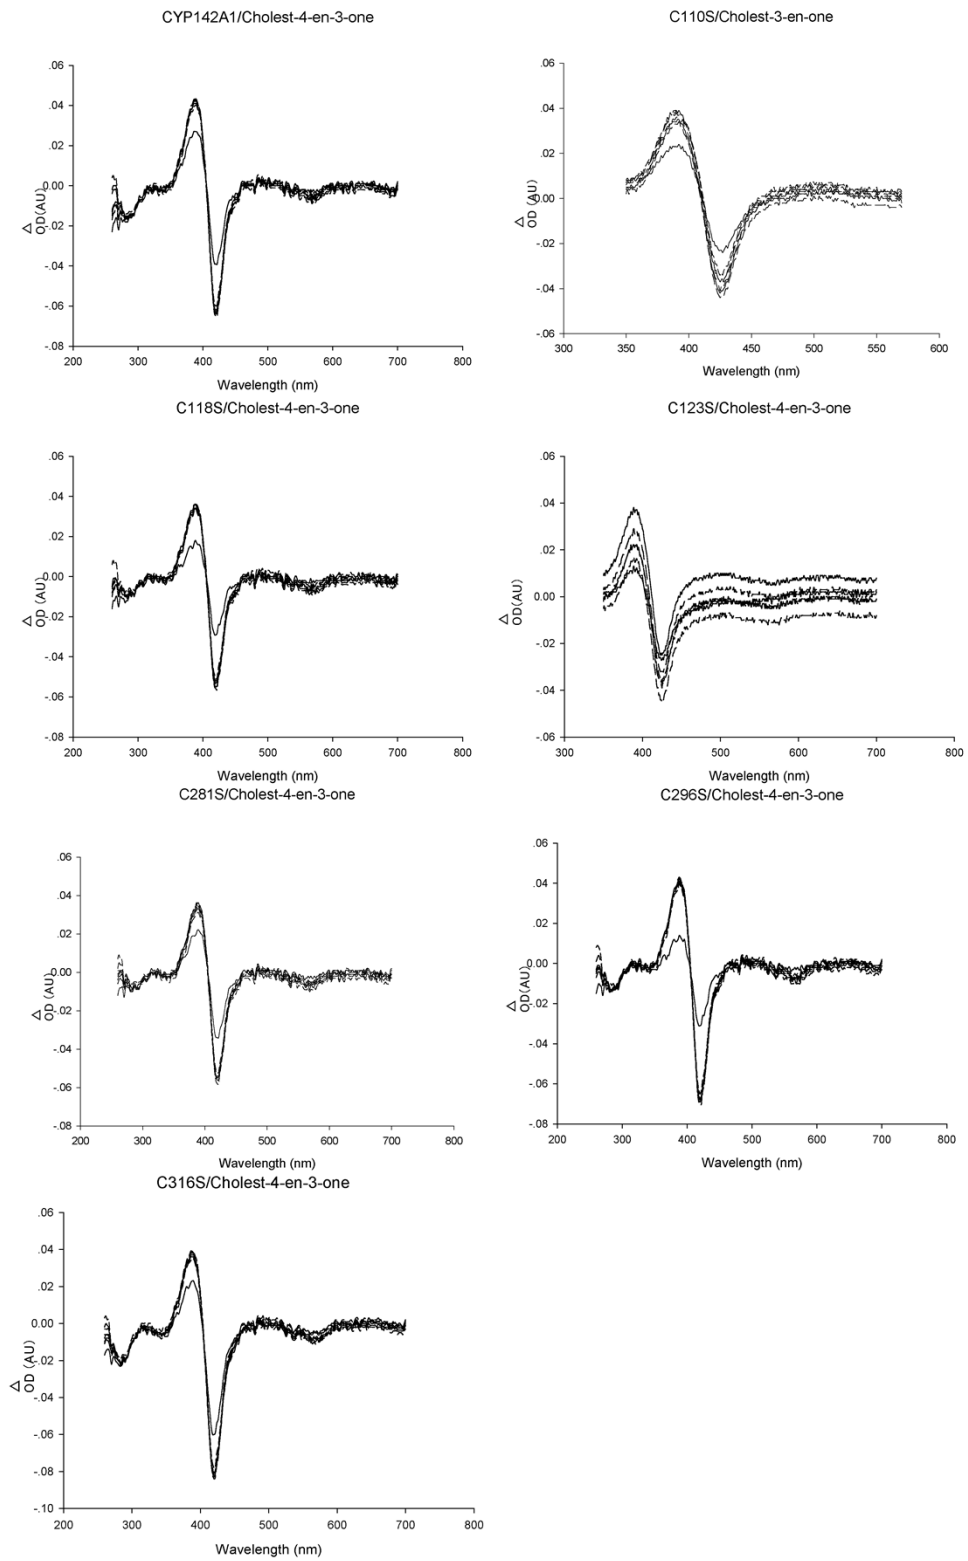 CYP142A1/Cholest-4-en-3-one
C110S/Cholest-3-en-one
.06
.04
.02
0.00
-.02
-.04
-.06
-.08
Δ
OD(AU)
200 300 400 500 600 700 800
Wavelength (nm)
.06
.04
.02
0.00
-.02
-.04
-.06
Δ
OD (AU)
300 350 400 450 500 550 600
Wavelength (nm)
C118S/Cholest-4-en-3-one
C123S/Cholest-4-en-3-one
.06
.04
.02
0.00
-.02
-.04
-.06
-.08
Δ
OD (AU)
200 300 400 500 600 700 800
Wavelength (nm)
.06
.04
.02
0.00
-.02
-.04
-.06
Δ
OD(AU)
300 400 500 600 700 800
Wavelength (nm)
C281S/Cholest-4-en-3-one
C296S/Cholest-4-en-3-one
.06
.04
.02
0.00
-.02
-.04
-.06
-.08
Δ
OD(AU)
200 300 400 500 600 700 800
Wavelength (nm)
.06
.04
.02
0.00
-.02
-.04
-.06
-.08
Δ
OD(AU)
200 300 400 500 600 700 800
Wavelength (nm)
C316S/Cholest-4-en-3-one
.06
.04
.02
0.00
-.02
-.04
-.06
-.08
-.10
Δ
OD (AU)
200 300 400 500 600 700 800
Wavelength (nm)